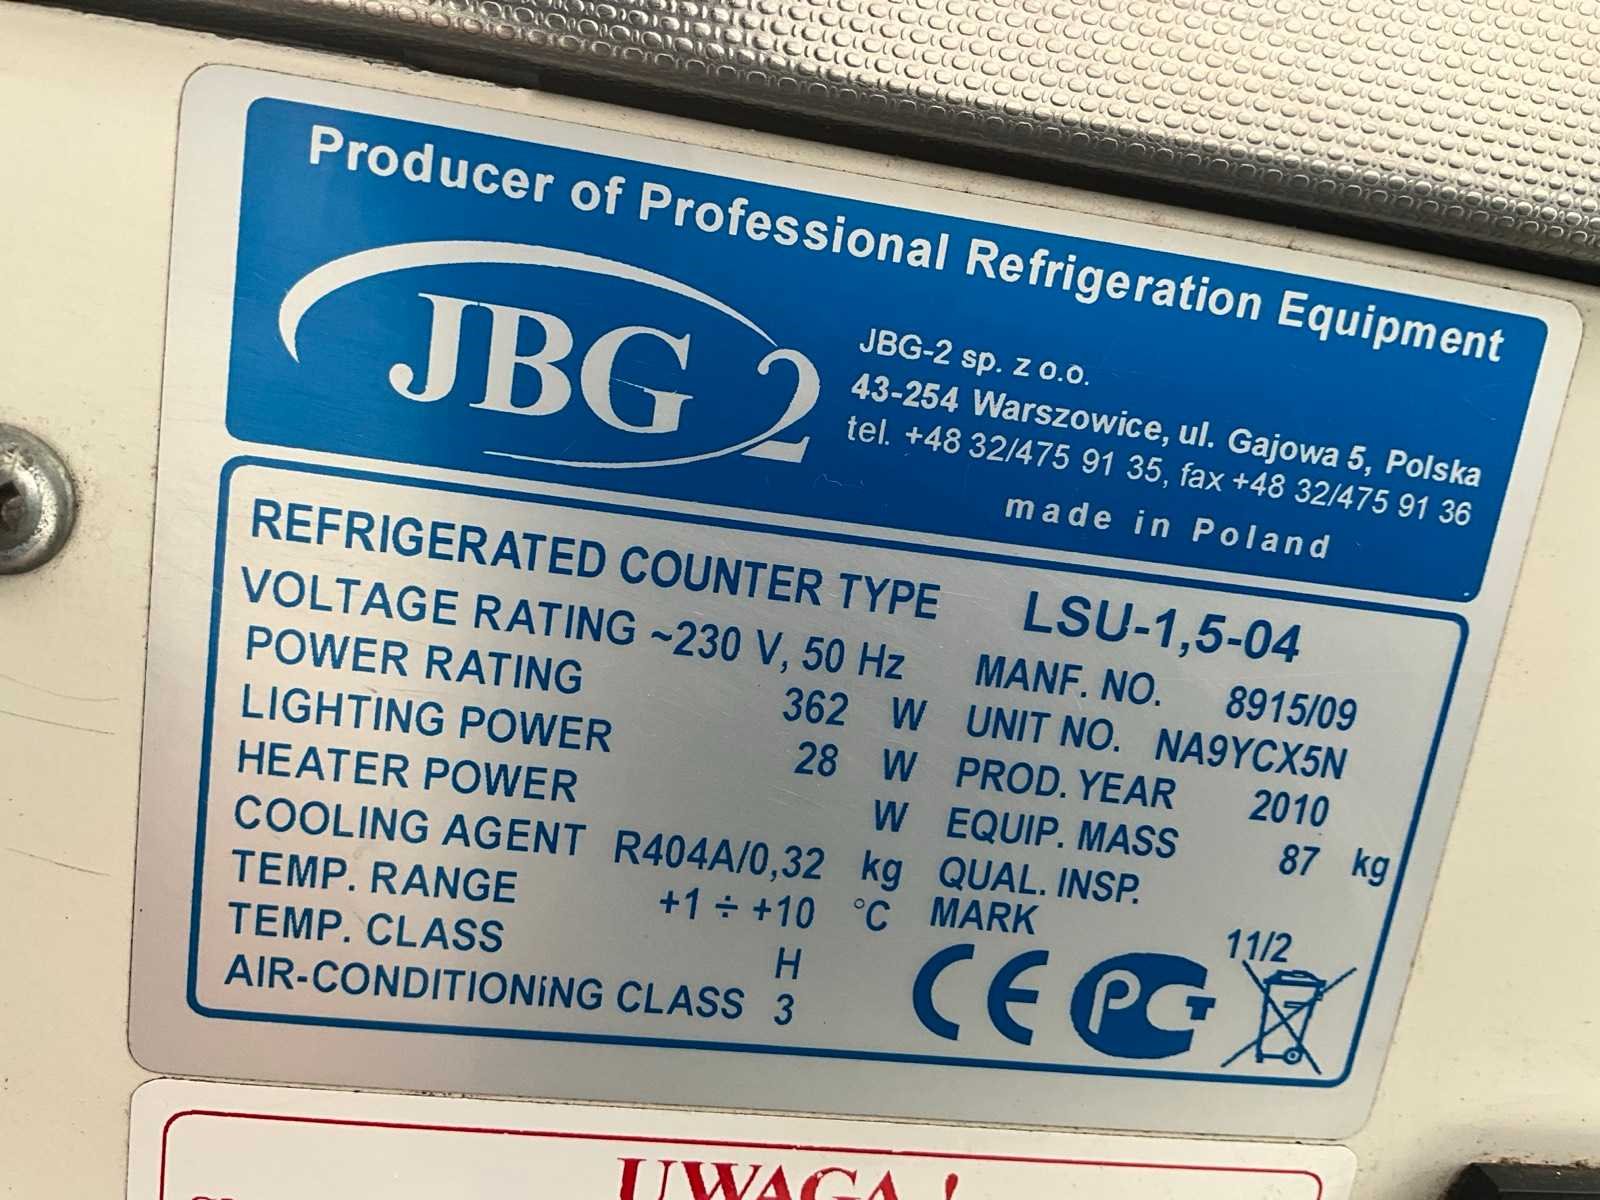 Producer of Professional Refrigeration Equipment
JBG 2
JBG-2 sp. z o.o.
43-254 Warszowice, ul. Gajowa 5, Polska
tel. +48 32/475 91 35, fax +48 32/475 91 36
made in Poland
REFRIGERATED COUNTER TYPE LSU-1,5-04
VOLTAGE RATING ~230 V, 50 Hz MANF. NO. 8915/09
POWER RATING 362 W UNIT NO. NA9YCX5N
LIGHTING POWER 28 W PROD. YEAR 2010
HEATER POWER W EQUIP. MASS 87 kg
COOLING AGENT R404A/0,32 kg QUAL. INSP.
TEMP. RANGE +1 ÷ +10 °C MARK 11/2
TEMP. CLASS H
AIR-CONDITIONiNG CLASS 3
CE PCT
UWAGA !